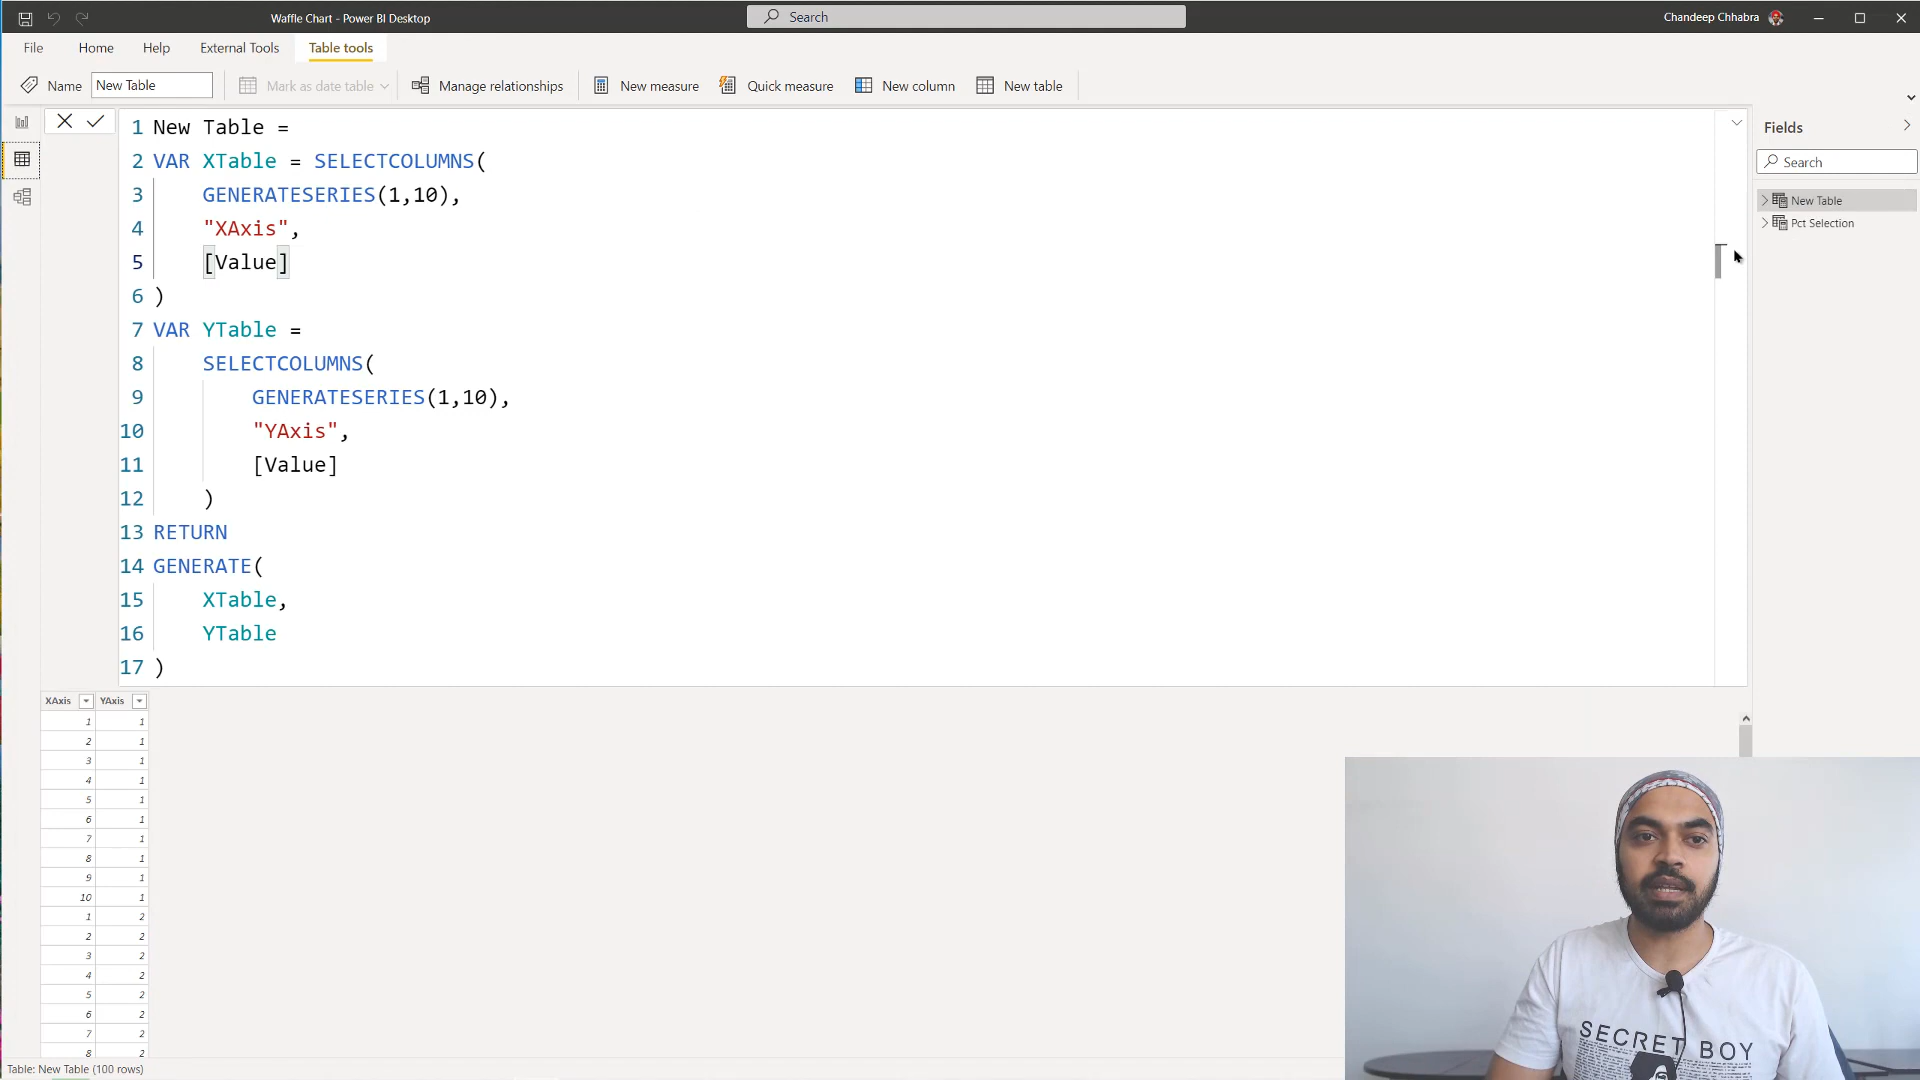 Waffle Chart - Power BI Desktop
Search
Chandeep Chhabra
File
Home
Help
External Tools
Table tools
Name
New Table
Mark as date table
Manage relationships
New measure
Quick measure
New column
New table
1 New Table =
2 VAR XTable = SELECTCOLUMNS(
3 GENERATESERIES(1,10),
4 "XAxis",
5 [Value]
6 )
7 VAR YTable =
8 SELECTCOLUMNS(
9 GENERATESERIES(1,10),
10 "YAxis",
11 [Value]
12 )
13 RETURN
14 GENERATE(
15 XTable,
16 YTable
17 )
Fields
Search
New Table
Pct Selection
XAxis YAxis
1 1
2 1
3 1
4 1
5 1
6 1
7 1
8 1
9 1
10 1
1 2
2 2
3 2
4 2
5 2
6 2
7 2
8 2
Table: New Table (100 rows)
SECRET BOY